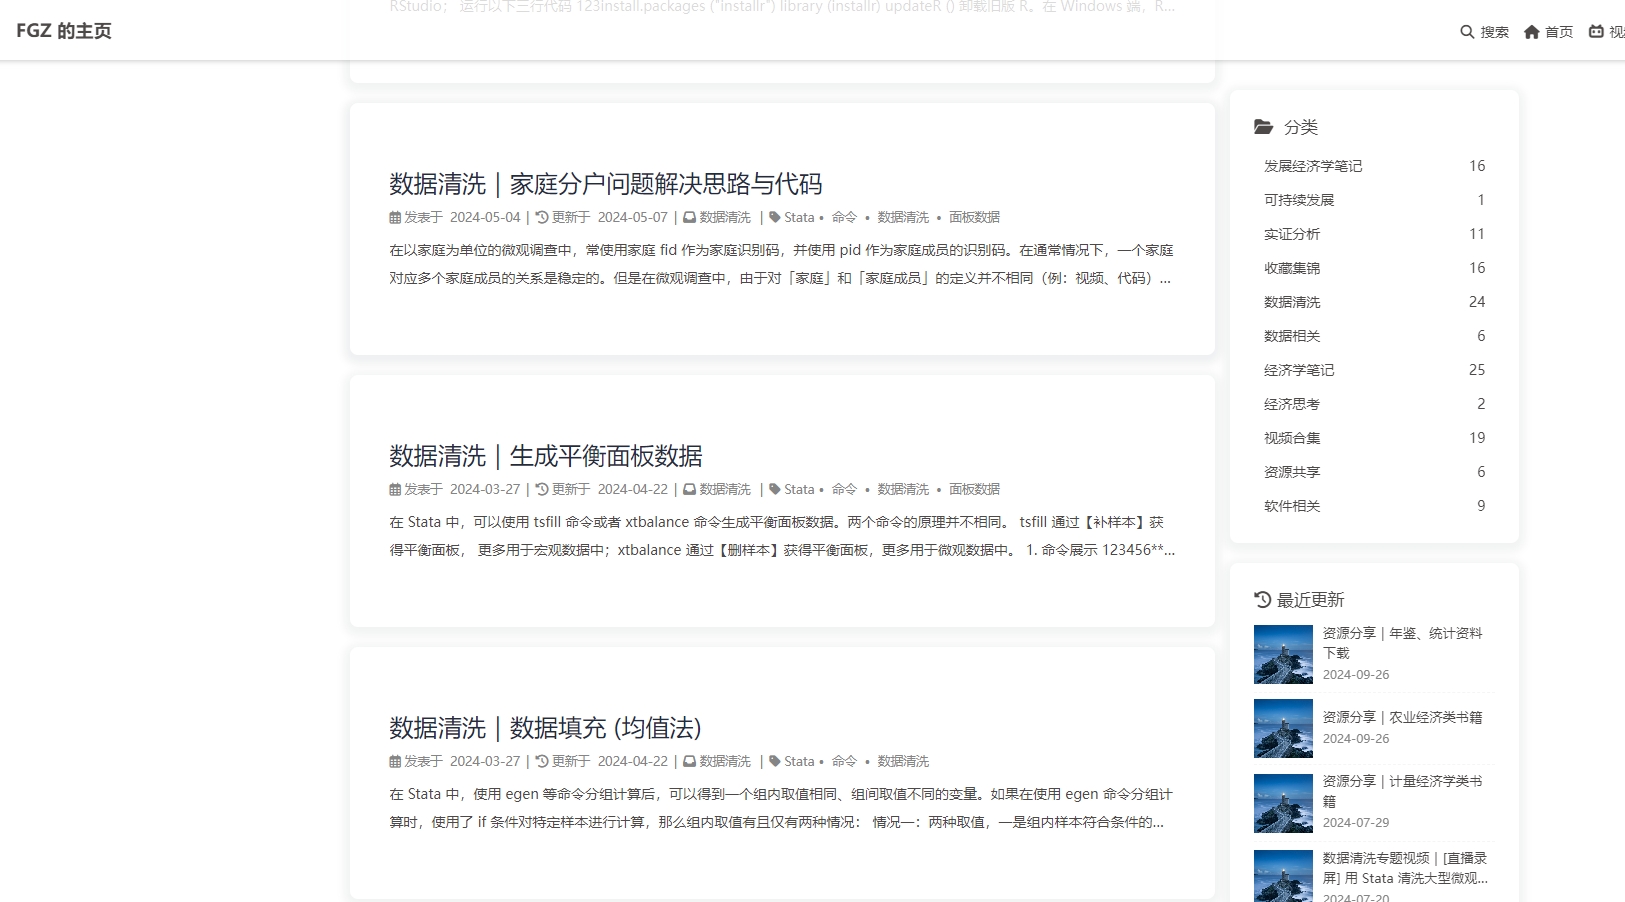 RStudio； 运行以下三行代码 123install.packages ("installr") library (installr) updateR () 卸载旧版 R。在 Windows 端，R...
FGZ 的主页
搜索 首页 视
数据清洗 | 家庭分户问题解决思路与代码
发表于 2024-05-04 | 更新于 2024-05-07 | 数据清洗 | Stata • 命令 • 数据清洗 • 面板数据
在以家庭为单位的微观调查中，常使用家庭 fid 作为家庭识别码，并使用 pid 作为家庭成员的识别码。在通常情况下，一个家庭
对应多个家庭成员的关系是稳定的。但是在微观调查中，由于对「家庭」和「家庭成员」的定义并不相同（例：视频、代码）...
数据清洗 | 生成平衡面板数据
发表于 2024-03-27 | 更新于 2024-04-22 | 数据清洗 | Stata • 命令 • 数据清洗 • 面板数据
在 Stata 中，可以使用 tsfill 命令或者 xtbalance 命令生成平衡面板数据。两个命令的原理并不相同。 tsfill 通过【补样本】获
得平衡面板， 更多用于宏观数据中；xtbalance 通过【删样本】获得平衡面板，更多用于微观数据中。 1. 命令展示 123456**...
数据清洗 | 数据填充 (均值法)
发表于 2024-03-27 | 更新于 2024-04-22 | 数据清洗 | Stata • 命令 • 数据清洗
在 Stata 中，使用 egen 等命令分组计算后，可以得到一个组内取值相同、组间取值不同的变量。如果在使用 egen 命令分组计
算时，使用了 if 条件对特定样本进行计算，那么组内取值有且仅有两种情况： 情况一：两种取值，一是组内样本符合条件的...
分类
发展经济学笔记 16
可持续发展 1
实证分析 11
收藏集锦 16
数据清洗 24
数据相关 6
经济学笔记 25
经济思考 2
视频合集 19
资源共享 6
软件相关 9
最近更新
资源分享 | 年鉴、统计资料
下载
2024-09-26
资源分享 | 农业经济类书籍
2024-09-26
资源分享 | 计量经济学类书
籍
2024-07-29
数据清洗专题视频 | [直播录
屏] 用 Stata 清洗大型微观...
2024-07-20